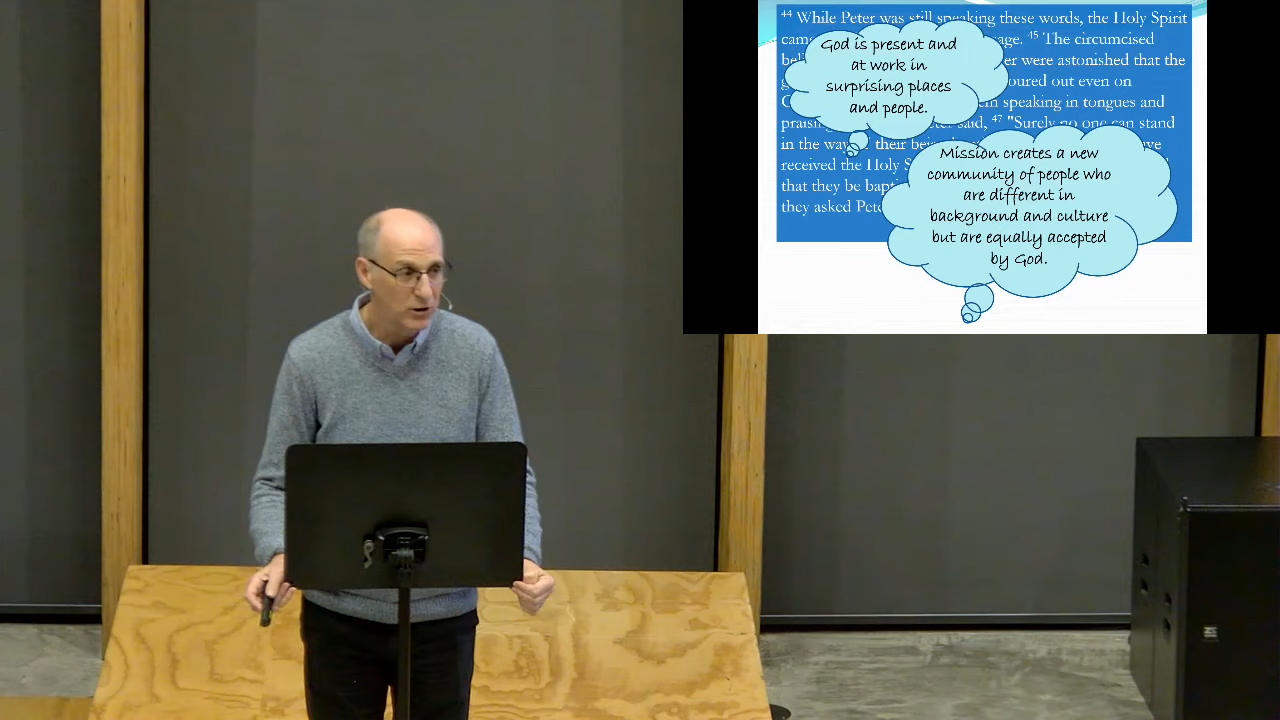 44 While Peter was still speaking these words, the Holy Spirit
age. 45 The circumcised
er were astonished that the
oured out even on
speaking in tongues and
said, 47 "Surely no one can stand
in the way their
received the Holy
that they be
they asked
God is present and
at work in
surprising places
and people.
Mission creates a new
community of people who
are different in
background and culture
but are equally accepted
by God.